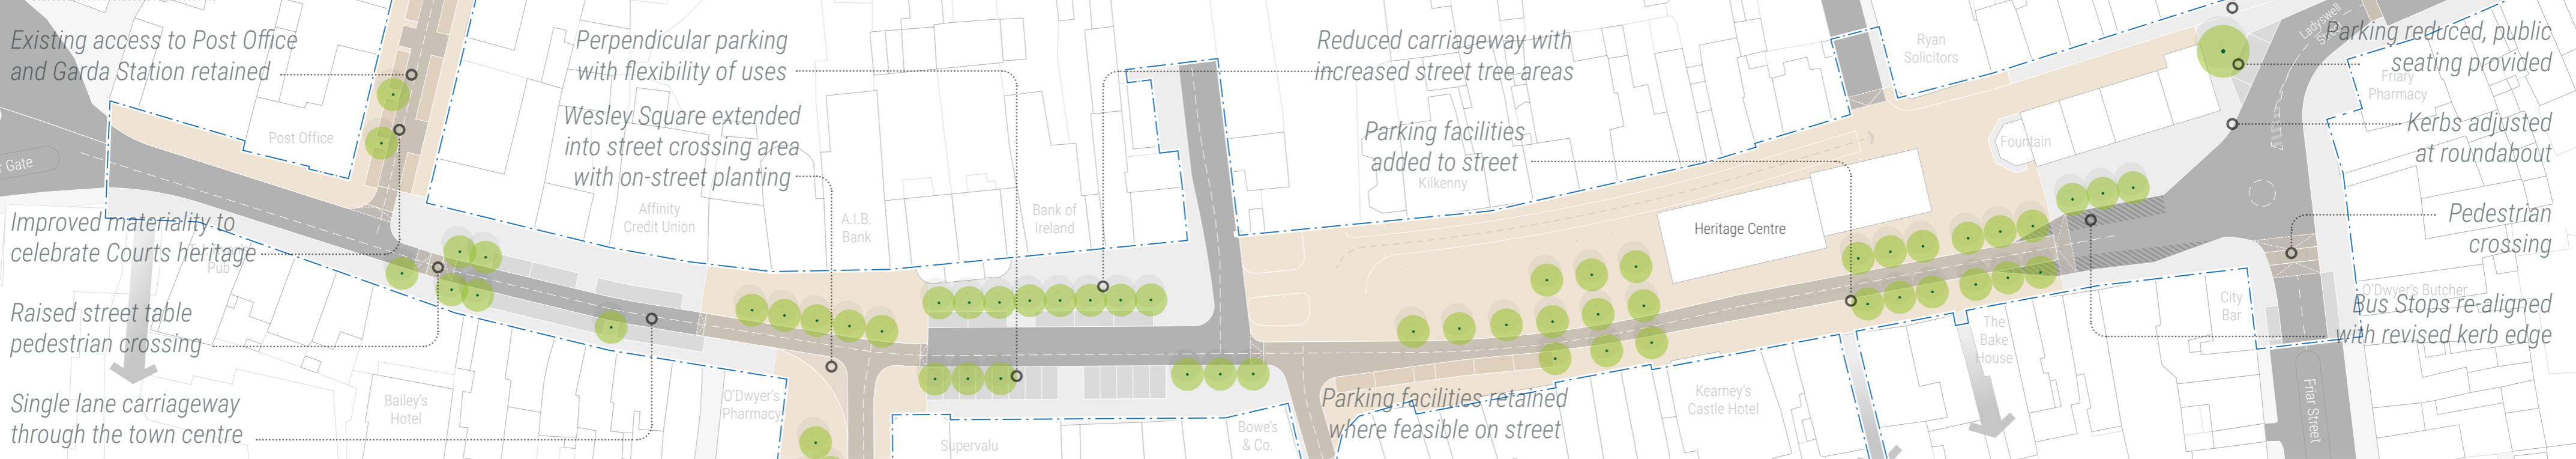 Existing access to Post Office
and Garda Station retained
Post Office
Gate
Improved materiality to
celebrate Courts heritage
Pub
Raised street table
pedestrian crossing
Single lane carriageway
through the town centre
Bailey's
Hotel
Perpendicular parking
with flexibility of uses
Wesley Square extended
into street crossing area
with on-street planting
Affinity
Credit Union
A.I.B.
Bank
Bank of
Ireland
O'Dwyer's
Pharmacy
Supervalu
Bowe's
& Co.
Reduced carriageway with
increased street tree areas
Parking facilities
added to street
Kilkenny
Heritage Centre
Parking facilities retained
where feasible on street
Kearney's
Castle Hotel
Ryan
Solicitors
Fountain
The
Bake
House
City
Bar
Ladyswell
Parking reduced, public
seating provided
Friary
Pharmacy
Kerbs adjusted
at roundabout
Pedestrian
crossing
O'Dwyer's Butcher
Bus Stops re-aligned
with revised kerb edge
Friar Street